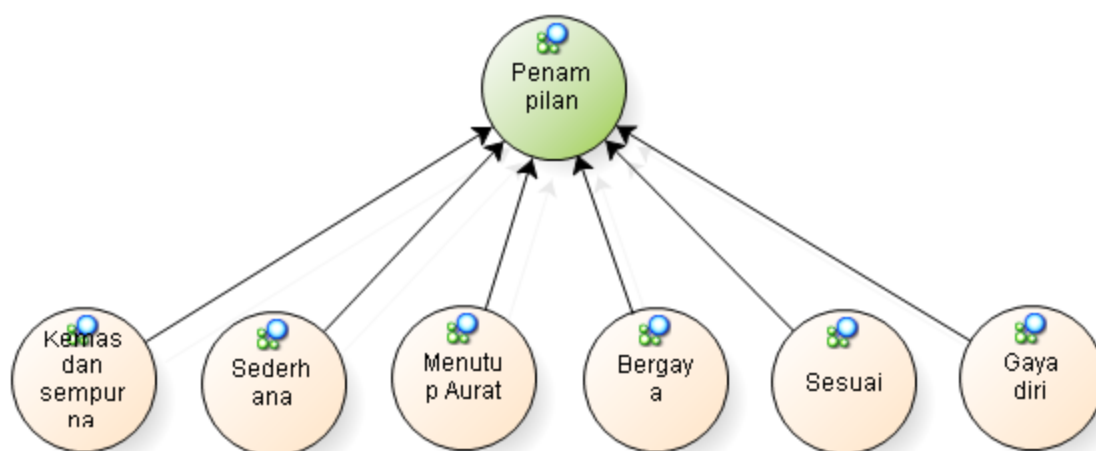 Penam
pilan
Kemas
dan
sempur
na
Sederh
ana
Menutu
p Aurat
Bergay
a
Sesuai
Gaya
diri